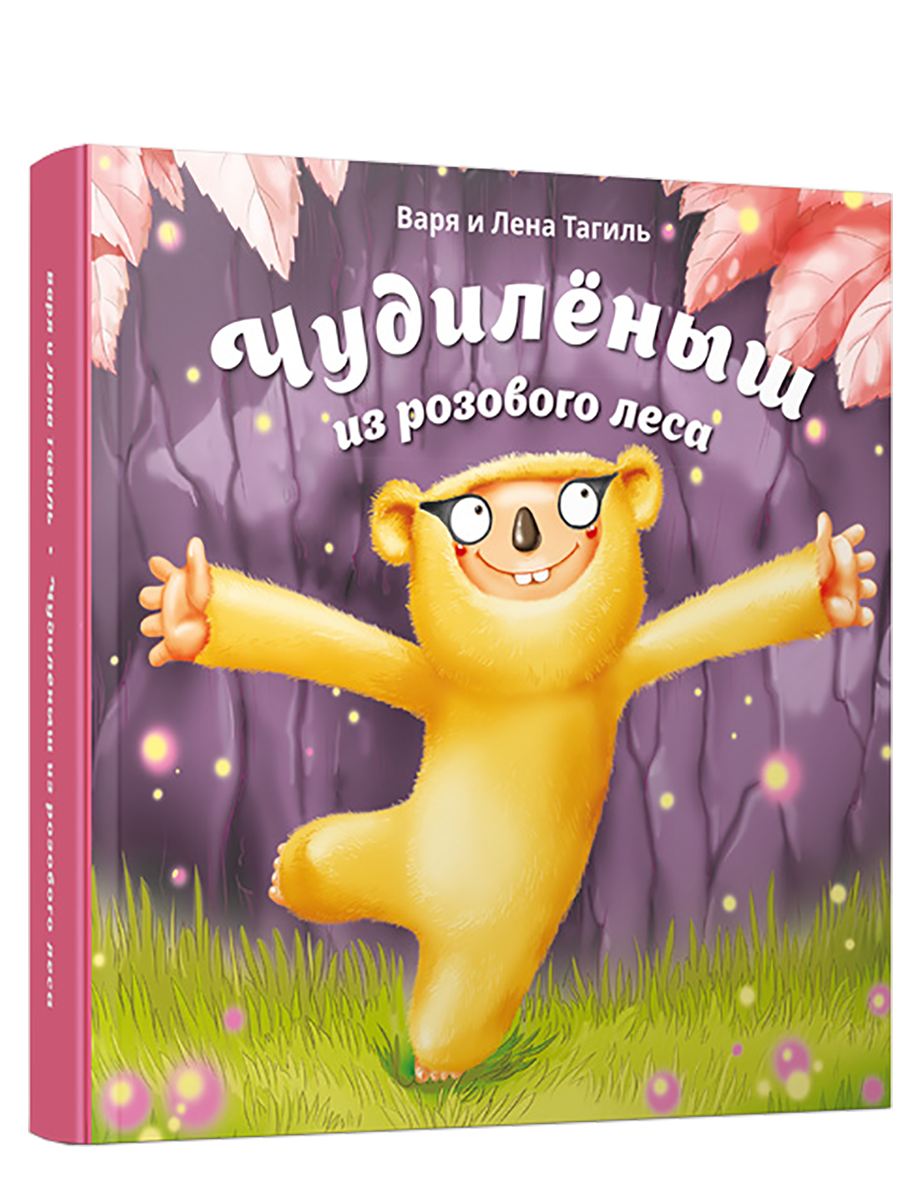 Варя и Лена Тагиль
Чудилёныш
из розового леса
Варя и Лена Тагиль • Чудилёныш из розового леса